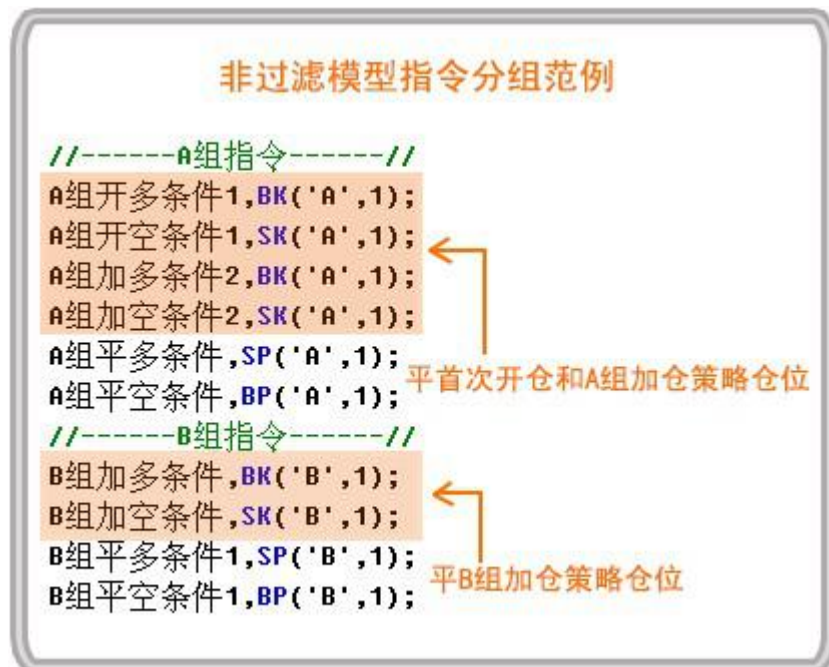 非过滤模型指令分组范例
//------A组指令------//
A组开多条件1,BK('A',1);
A组开空条件1,SK('A',1);
A组加多条件2,BK('A',1);
A组加空条件2,SK('A',1);
A组平多条件,SP('A',1);
平首次开仓和A组加仓策略仓位
A组平空条件,BP('A',1);
//------B组指令------//
B组加多条件,BK('B',1);
B组加空条件,SK('B',1);
B组平多条件1,SP('B',1);
平B组加仓策略仓位
B组平空条件1,BP('B',1);